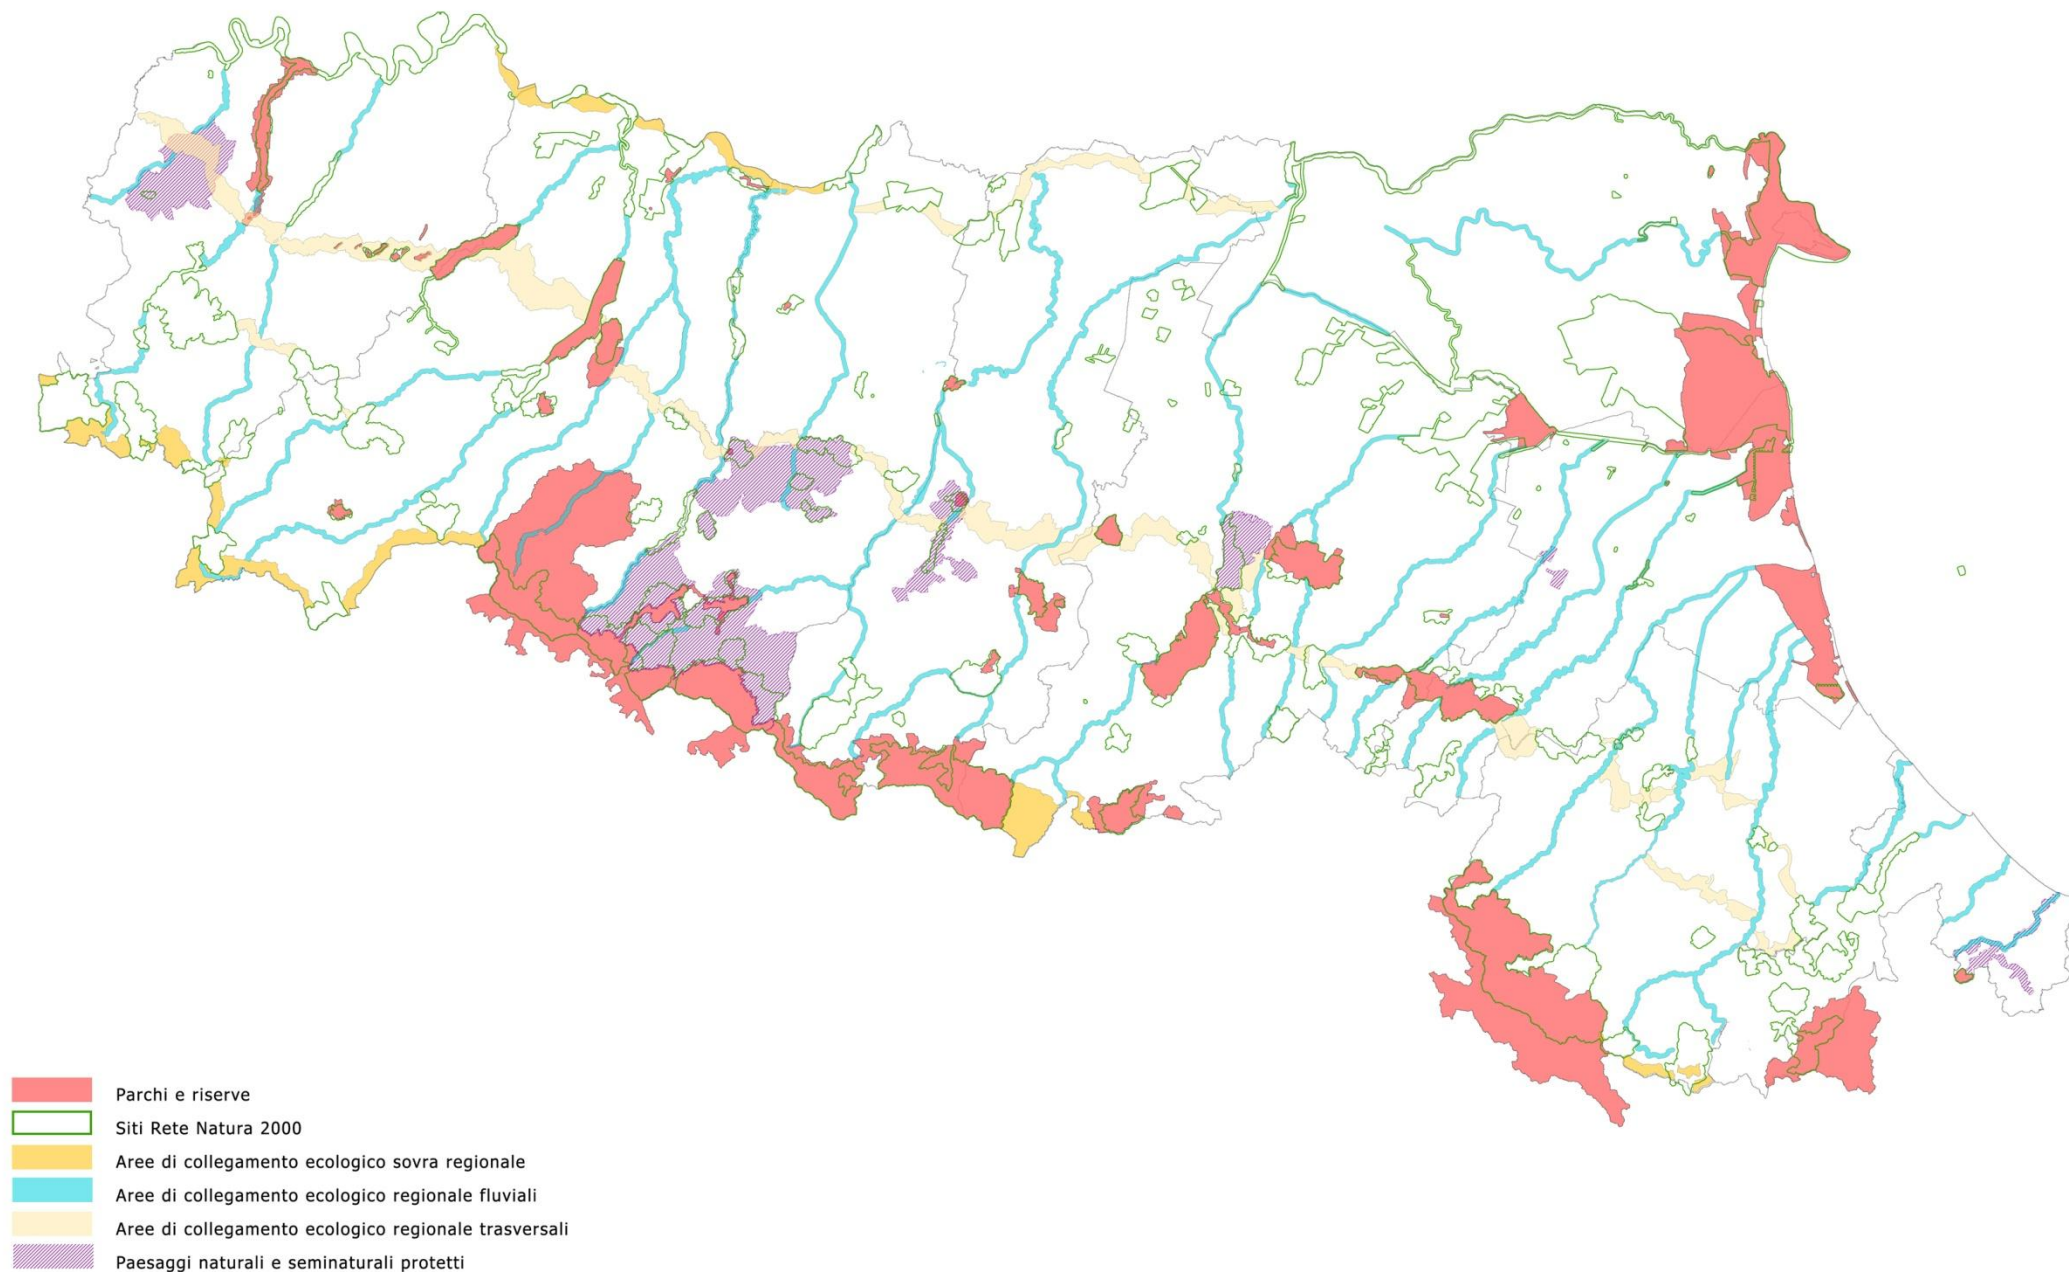 Parchi e riserve
Siti Rete Natura 2000
Aree di collegamento ecologico sovra regionale
Aree di collegamento ecologico regionale fluviali
Aree di collegamento ecologico regionale trasversali
Paesaggi naturali e seminaturali protetti